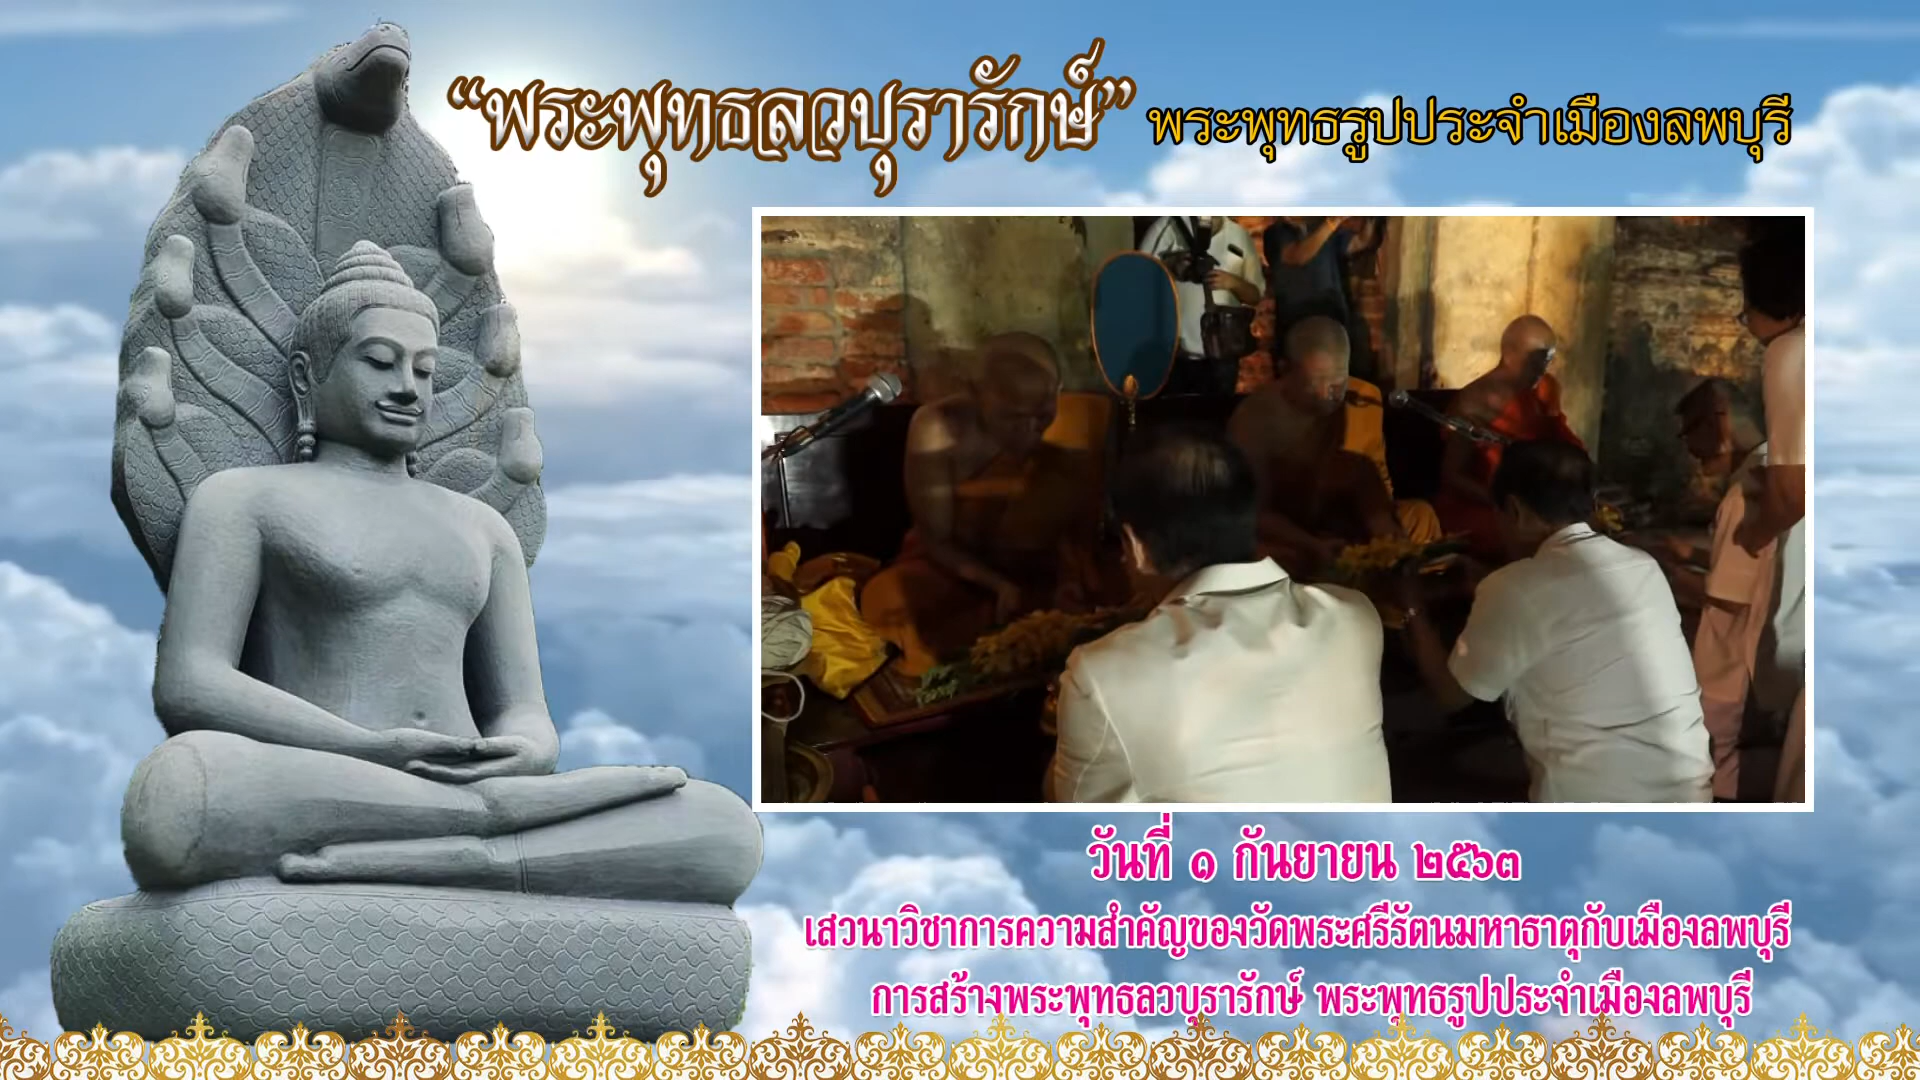 “พระพุทธลวปุรารักษ์” พระพุทธรูปประจำเมืองลพบุรี
วันที่ ๑ กันยายน ๒๕๖๓
เสวนาวิชาการความสำคัญของวัดพระศรีรัตนมหาธาตุกับเมืองลพบุรี
การสร้างพระพุทธลวบุรารักษ์ พระพุทธรูปประจำเมืองลพบุรี